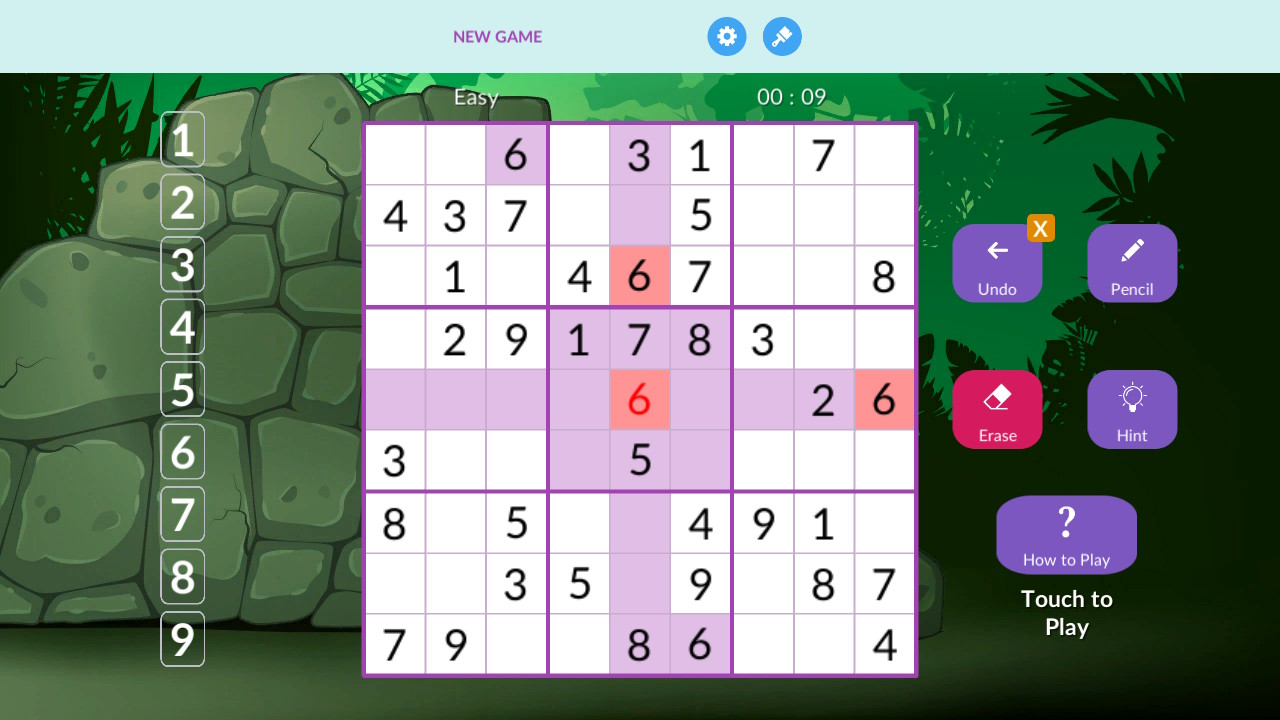 NEW GAME
Easy
00 : 09
1
2
3
4
5
6
7
8
9
6 3 1 7
4 3 7 5
1 4 6 7 8
2 9 1 7 8 3
6 2 6
3 5
8 5 4 9 1
3 5 9 8 7
7 9 8 6 4
X
Undo
Pencil
Erase
Hint
?
How to Play
Touch to
Play